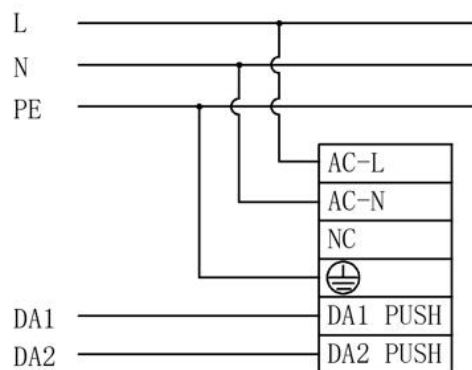 L
N
PE
AC-L
AC-N
NC
DA1
DA1 PUSH
DA2
DA2 PUSH